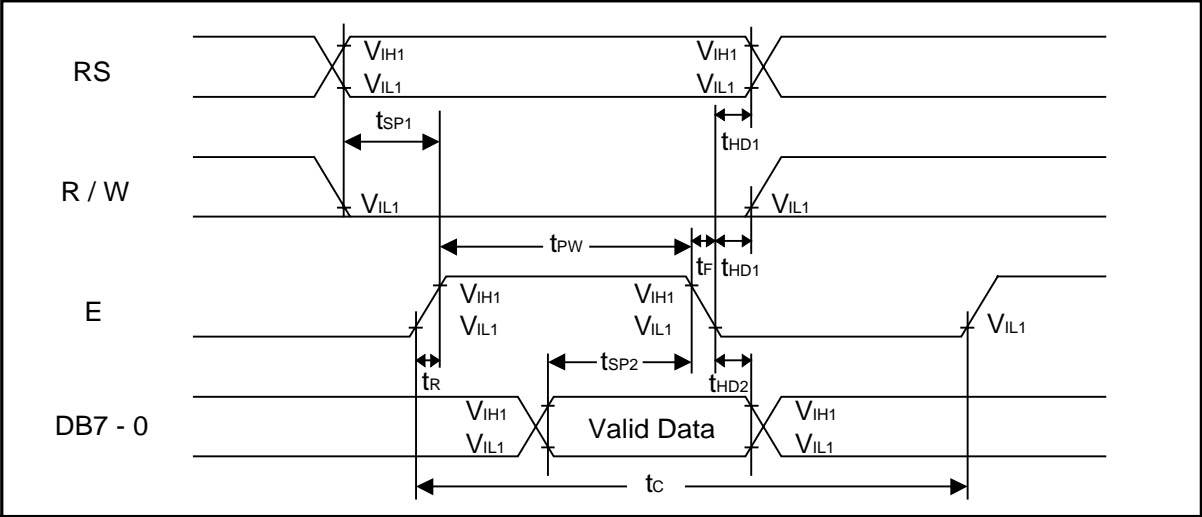 RS VIH1 VIH1
VIL1 VIL1
tSP1 tHD1
R / W VIL1 VIL1
tPW tF tHD1
E VIH1 VIH1
VIL1 VIL1 VIL1
tR tSP2 tHD2
DB7 - 0 VIH1 Valid Data VIH1
VIL1 VIL1
tC